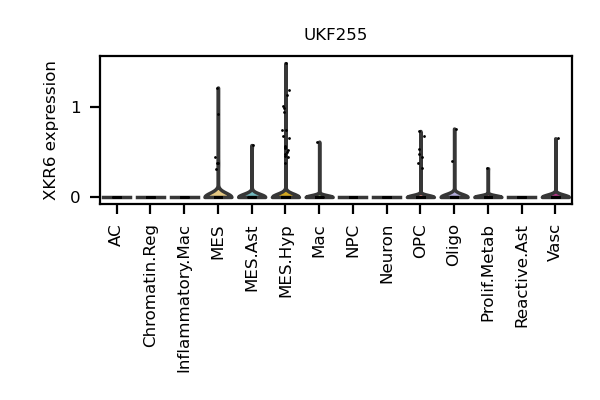 UKF255
XKR6 expression
1
0
AC
Chromatin.Reg
Inflammatory.Mac
MES
MES.Ast
MES.Hyp
Mac
NPC
Neuron
OPC
Oligo
Prolif.Metab
Reactive.Ast
Vasc